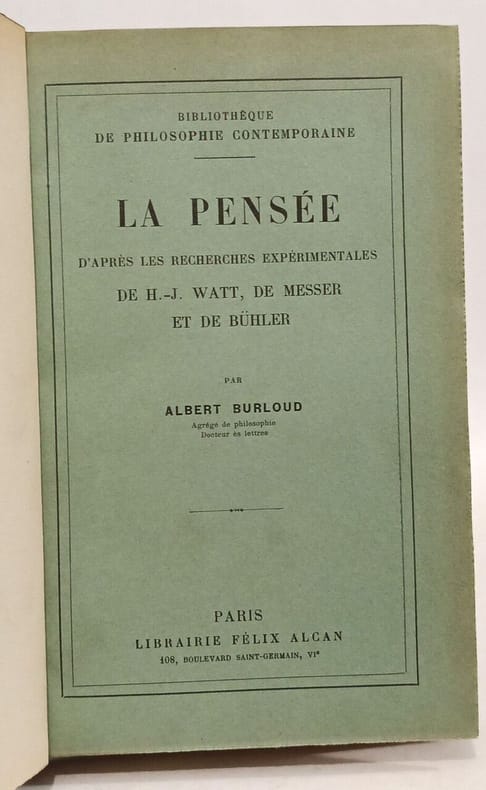 BIBLIOTHÈQUE
DE PHILOSOPHIE CONTEMPORAINE
LA PENSÉE
D'APRÈS LES RECHERCHES EXPÉRIMENTALES
DE H.-J. WATT, DE MESSER
ET DE BÜHLER
PAR
ALBERT BURLOUD
Agrégé de philosophie
Docteur ès lettres
PARIS
LIBRAIRIE FÉLIX ALCAN
108, BOULEVARD SAINT-GERMAIN, VIᵉ